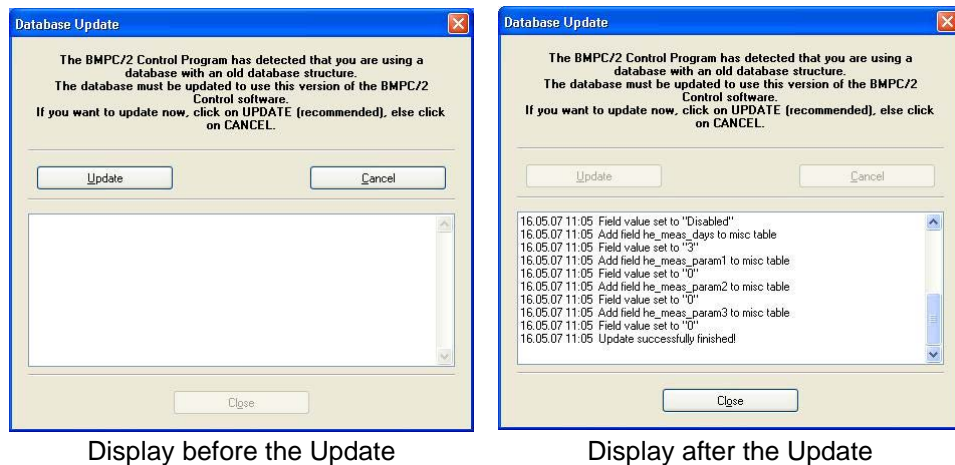 Database Update
The BMPC/2 Control Program has detected that you are using a
database with an old database structure.
The database must be updated to use this version of the BMPC/2
Control software.
If you want to update now, click on UPDATE (recommended), else click
on CANCEL.
Update
Cancel
Close
Display before the Update
Database Update
The BMPC/2 Control Program has detected that you are using a
database with an old database structure.
The database must be updated to use this version of the BMPC/2
Control software.
If you want to update now, click on UPDATE (recommended), else click
on CANCEL.
Update
Cancel
16.05.07 11:05 Field value set to "Disabled"
16.05.07 11:05 Add field he_meas_days to misc table
16.05.07 11:05 Field value set to "3"
16.05.07 11:05 Add field he_meas_param1 to misc table
16.05.07 11:05 Field value set to "0"
16.05.07 11:05 Add field he_meas_param2 to misc table
16.05.07 11:05 Field value set to "0"
16.05.07 11:05 Add field he_meas_param3 to misc table
16.05.07 11:05 Field value set to "0"
16.05.07 11:05 Update successfully finished!
Close
Display after the Update